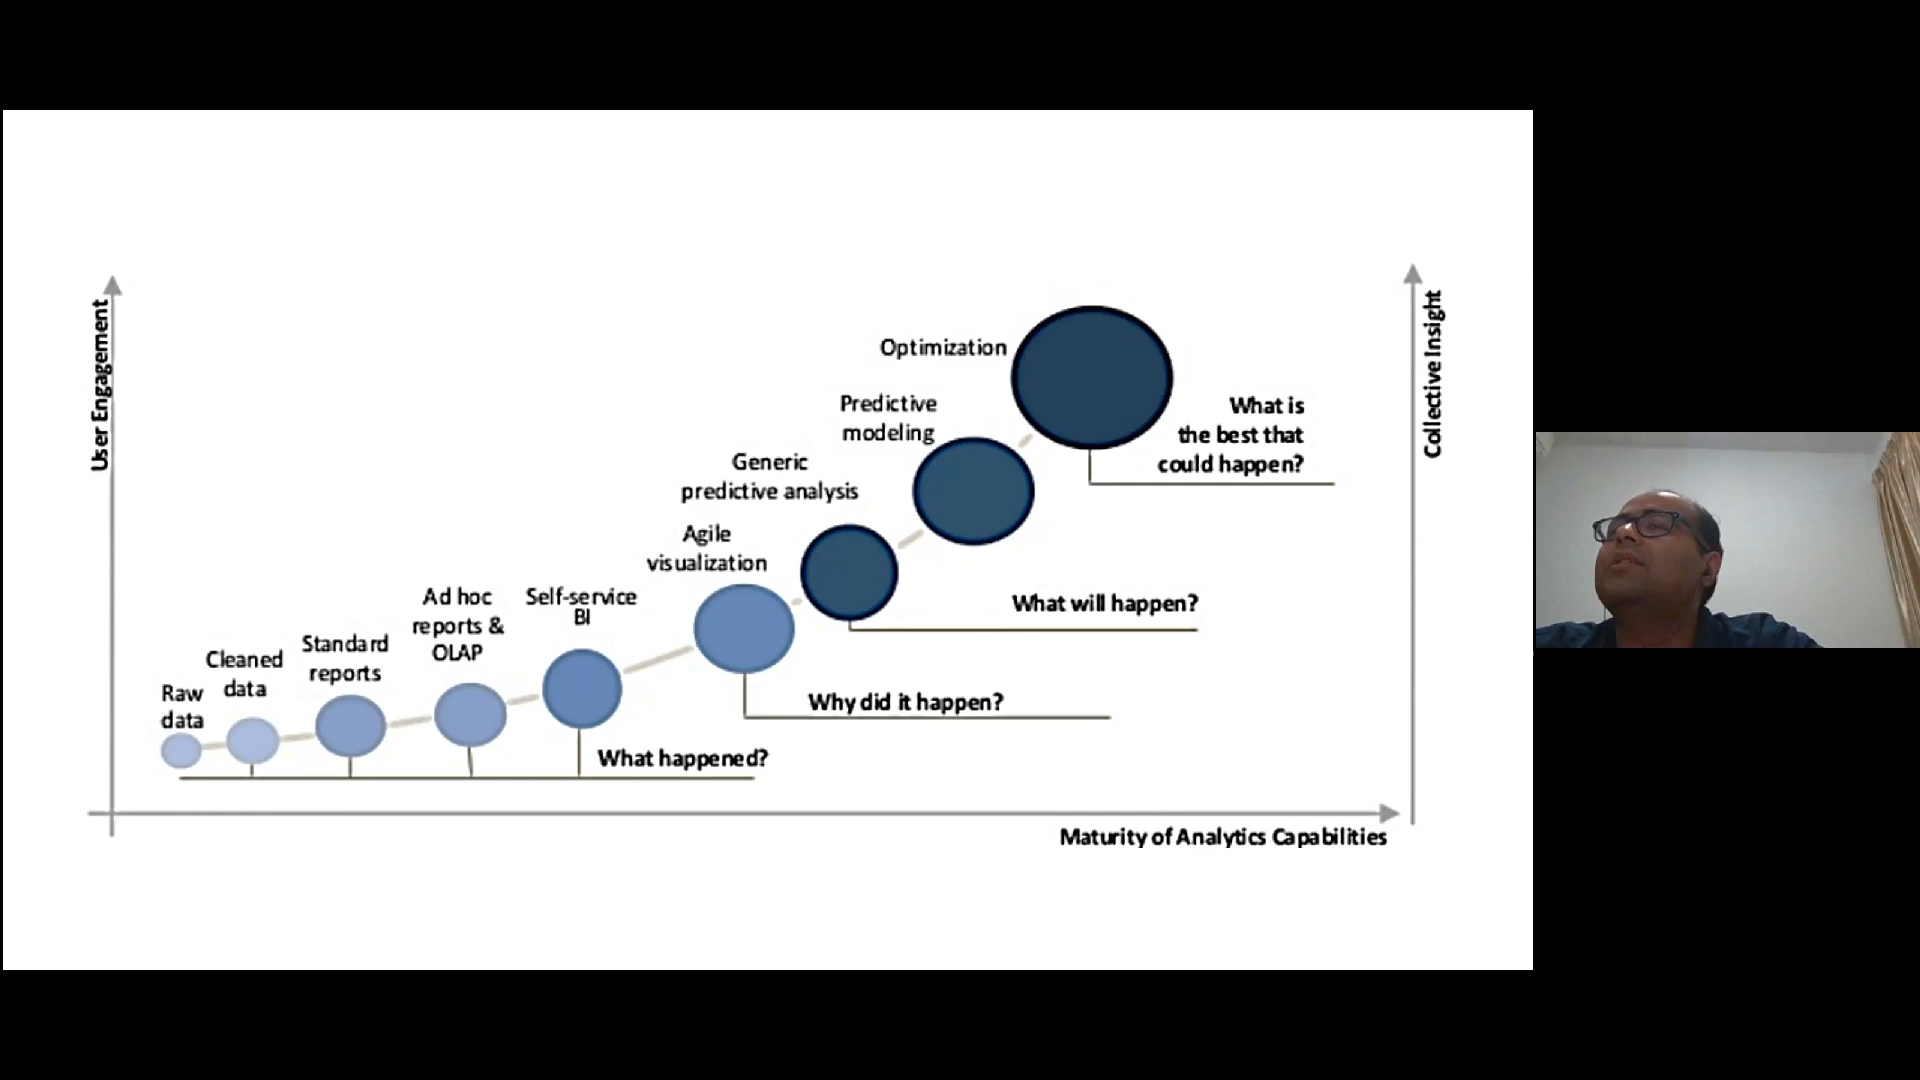 User Engagement
Collective Insight
Optimization
Predictive
modeling
What is
the best that
could happen?
Generic
predictive analysis
Agile
visualization
Ad hoc
reports &
OLAP
Self-service
BI
What will happen?
Standard
reports
Cleaned
data
Raw
data
Why did it happen?
What happened?
Maturity of Analytics Capabilities